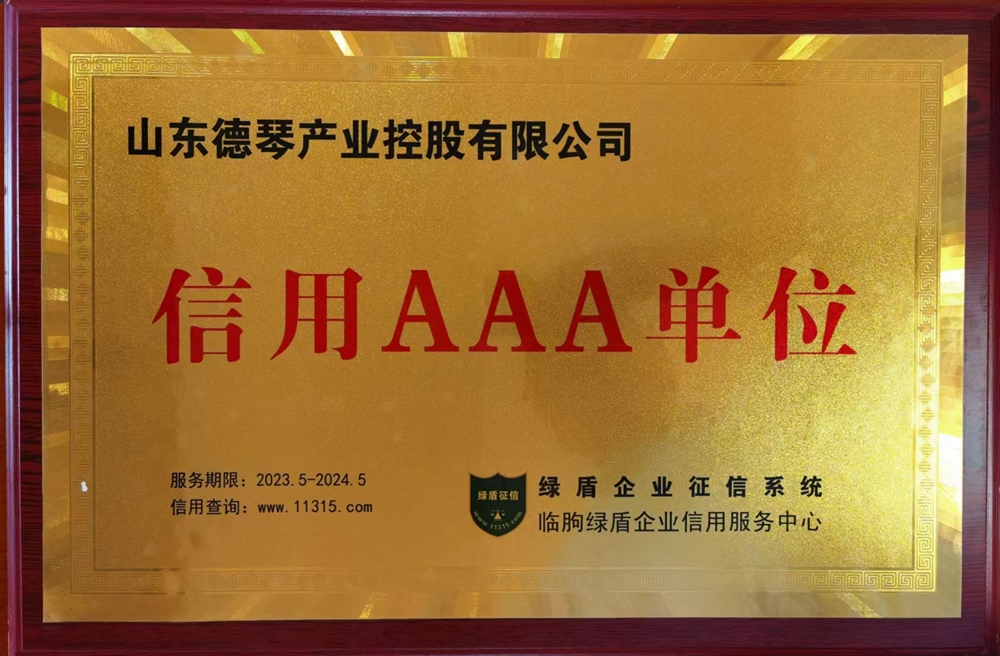 山东德琴产业控股有限公司
信用AAA单位
服务期限：2023.5-2024.5
信用查询：www.11315.com
绿盾征信
www.11315.com
绿盾企业征信系统
临朐绿盾企业信用服务中心